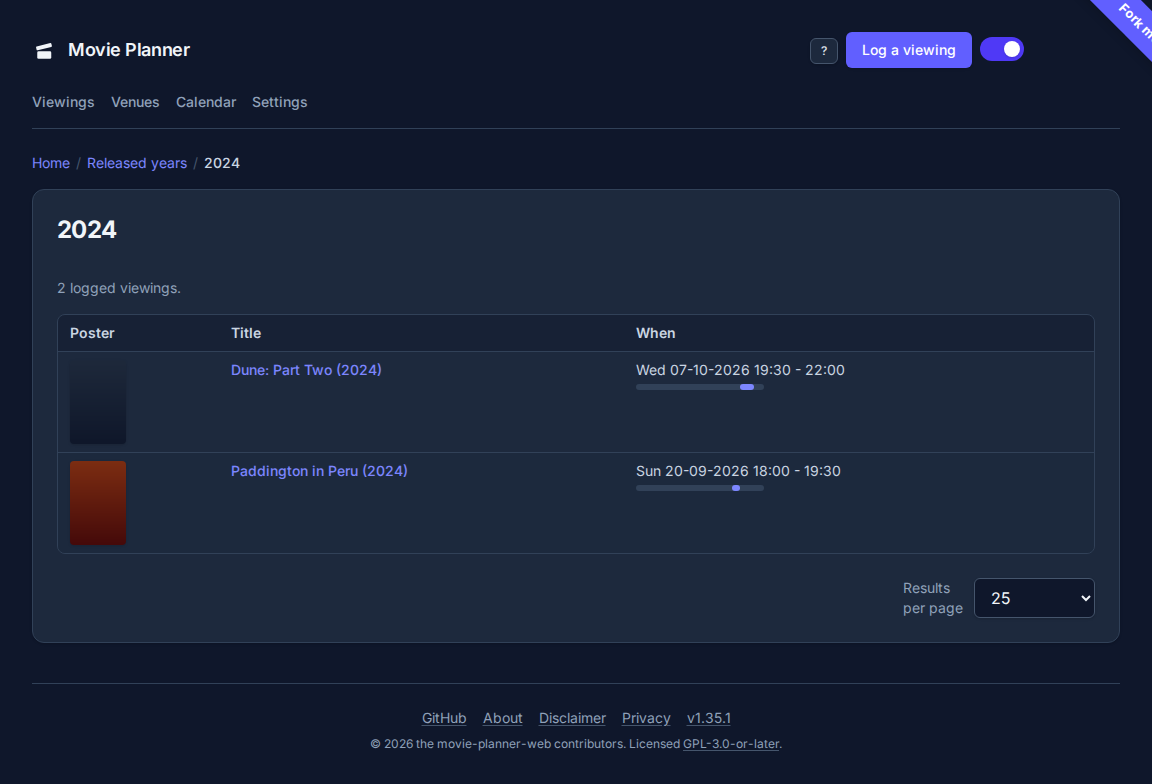 Fork m
Movie Planner
?
Log a viewing
Viewings Venues Calendar Settings
Home / Released years / 2024
2024
2 logged viewings.
Poster Title When
Dune: Part Two (2024) Wed 07-10-2026 19:30 - 22:00
Paddington in Peru (2024) Sun 20-09-2026 18:00 - 19:30
Results
per page
25
GitHub About Disclaimer Privacy v1.35.1
© 2026 the movie-planner-web contributors. Licensed GPL-3.0-or-later.